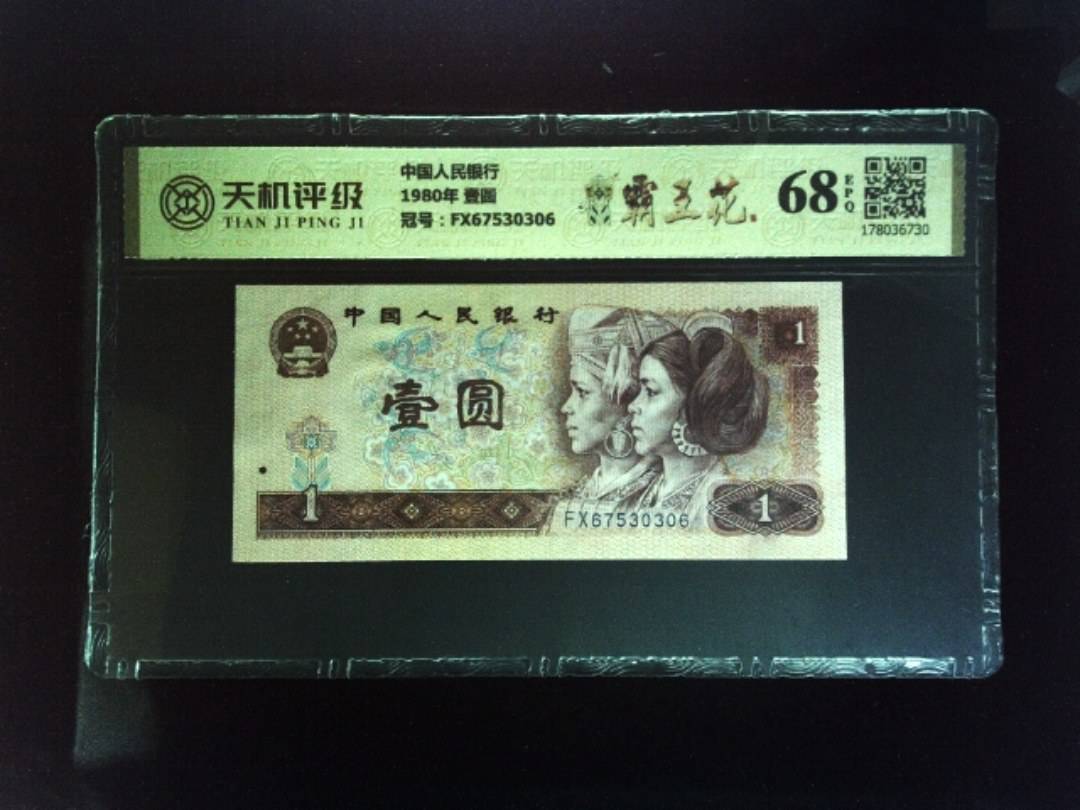 天机评级
TIAN JI PING JI
中国人民银行
1980年 壹圆
冠号：FX67530306
霸王花
68
EPQ
178036730
中国人民银行
壹圆
1
1
1
FX67530306